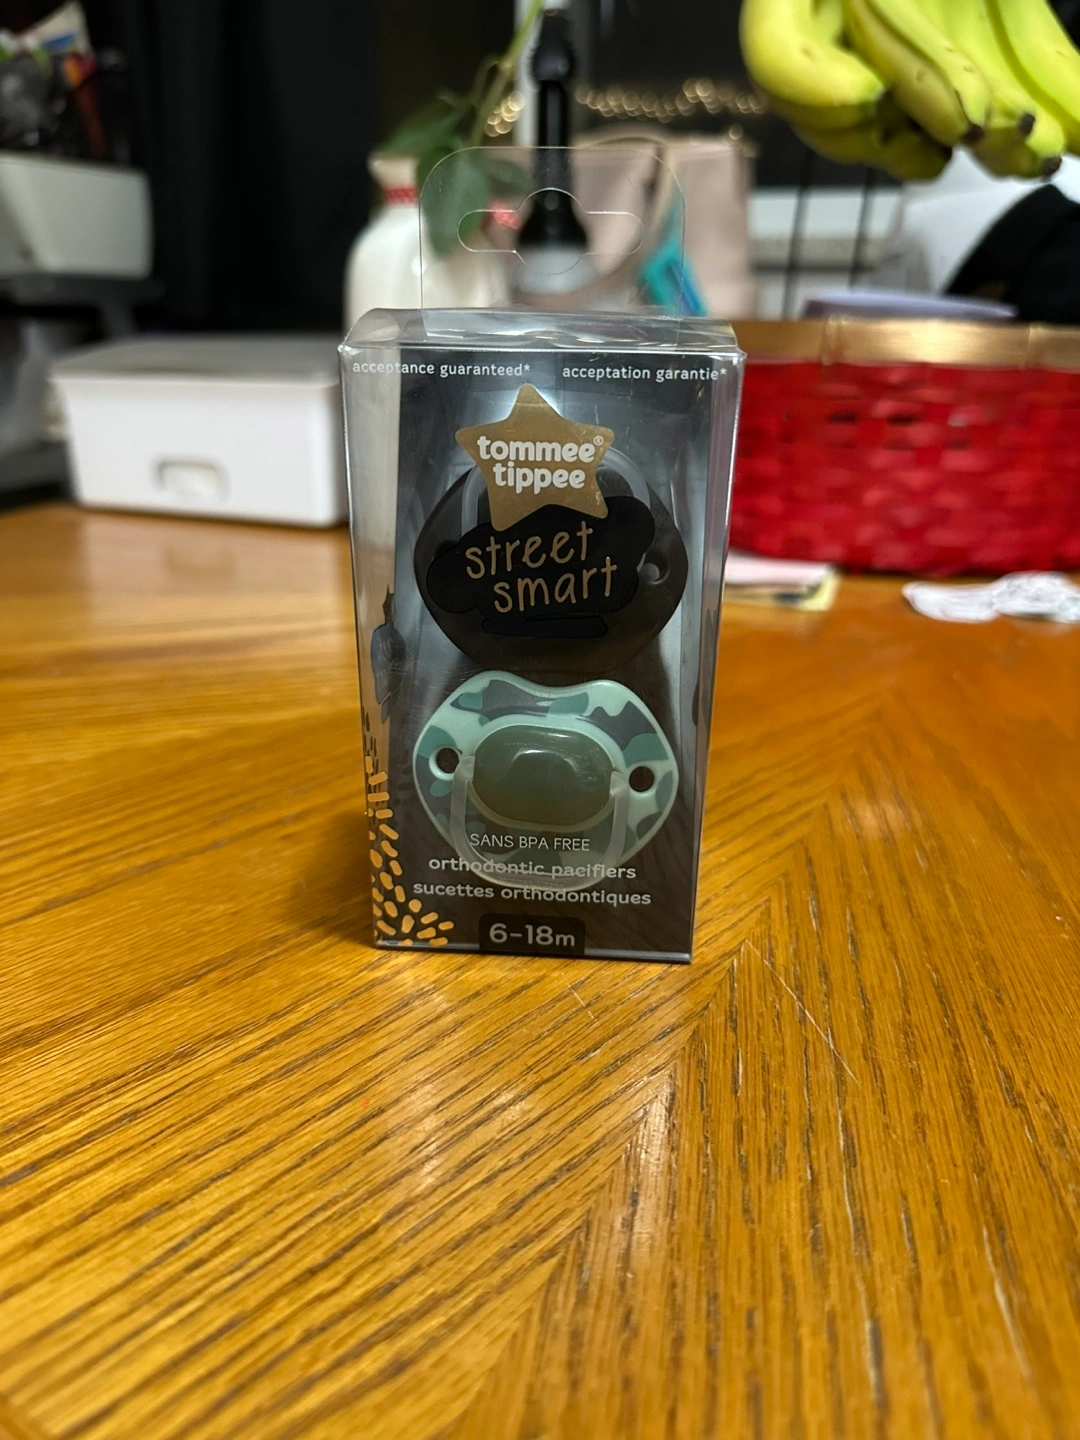 acceptance guaranteed* acceptation garantie*
tommee®
tippee
street
smart
SANS BPA FREE
orthodontic pacifiers
sucettes orthodontiques
6-18m